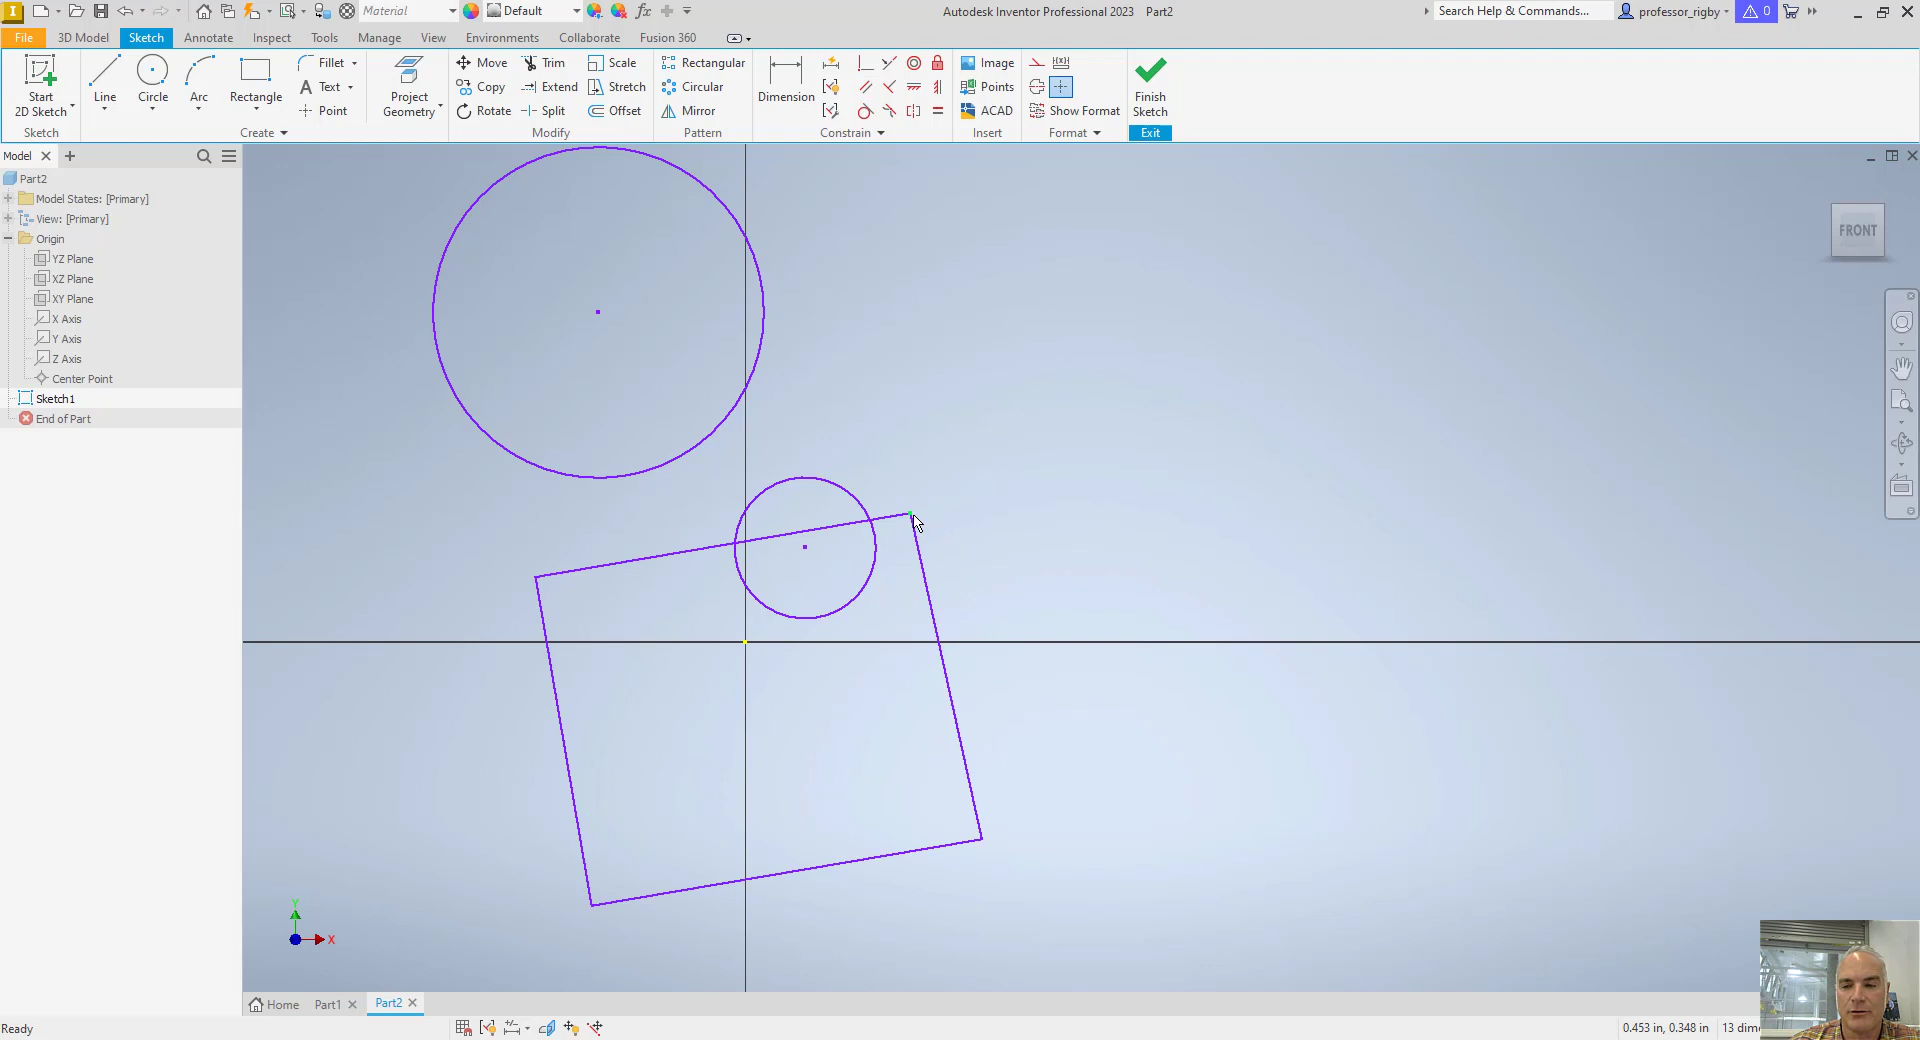 Material
Default
fx
Autodesk Inventor Professional 2023 Part2
Search Help & Commands...
professor_rigby
0
File
3D Model
Sketch
Annotate
Inspect
Tools
Manage
View
Environments
Collaborate
Fusion 360
Start
2D Sketch
Line
Circle
Arc
Rectangle
Fillet
Text
Point
Project
Geometry
Move
Copy
Rotate
Trim
Extend
Split
Scale
Stretch
Offset
Rectangular
Circular
Mirror
Dimension
Image
Points
ACAD
Show Format
Finish
Sketch
Sketch
Create
Modify
Pattern
Constrain
Insert
Format
Exit
Model
Part2
Model States: [Primary]
View: [Primary]
Origin
YZ Plane
XZ Plane
XY Plane
X Axis
Y Axis
Z Axis
Center Point
Sketch1
End of Part
FRONT
Y
X
Home
Part1
Part2
Ready
0.453 in, 0.348 in
13 dime